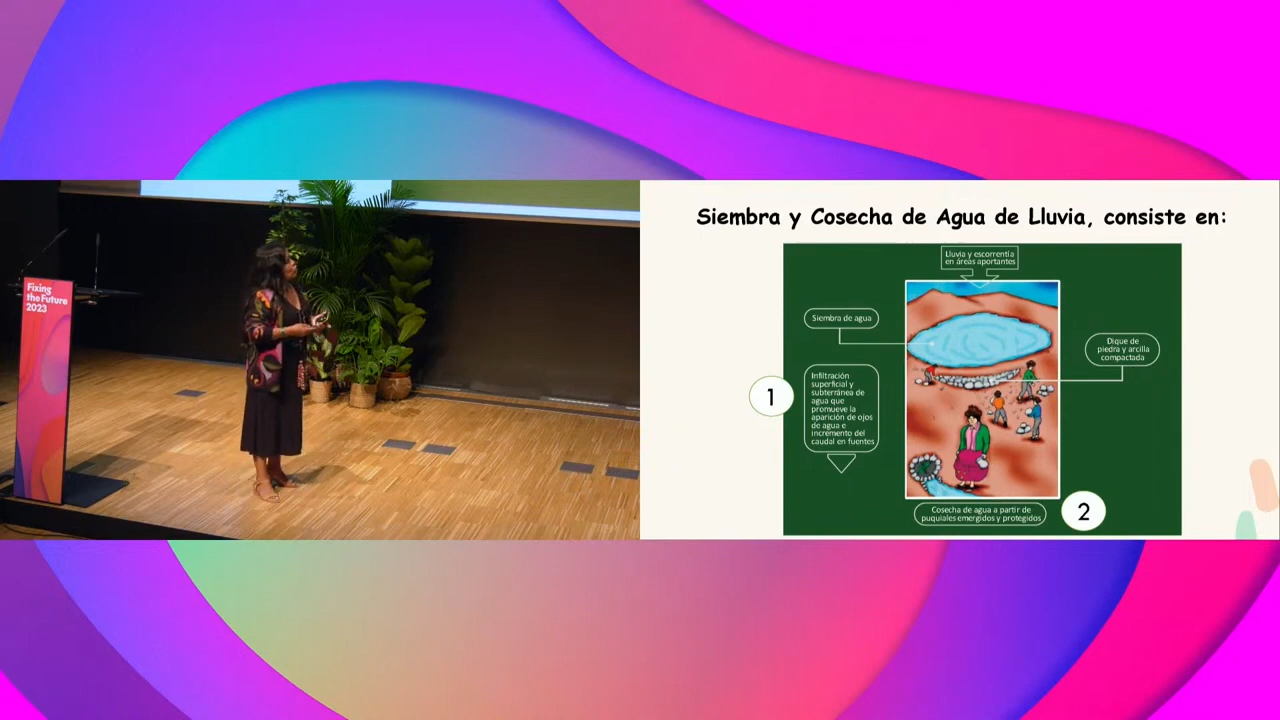 Fixing
the Future
2023
Siembra y Cosecha de Agua de Lluvia, consiste en:
Lluvia y escorrentía
en áreas aportantes
Siembra de agua
Dique de
piedra y arcilla
compactada
1
Infiltración
superficial y
subterránea de
agua que
promueve la
aparición de ojos
de agua e
incremento del
caudal en fuentes
Cosecha de agua a partir de
puquiales emergidos y protegidos
2